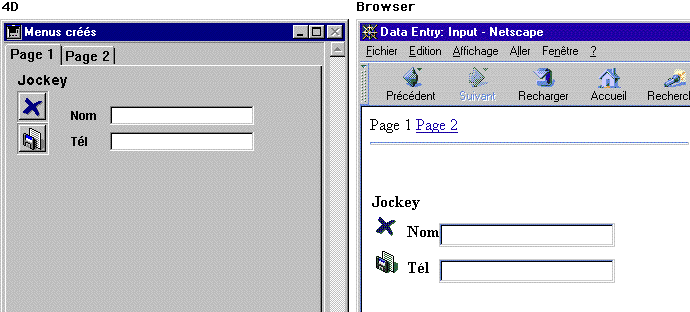 4D
Menus créés
Page 1 Page 2
Jockey
Nom
Tél
Browser
Data Entry: Input - Netscape
Fichier Edition Affichage Aller Fenêtre ?
Précédent Suivant Recharger Accueil Recherch
Page 1 Page 2
Jockey
Nom
Tél